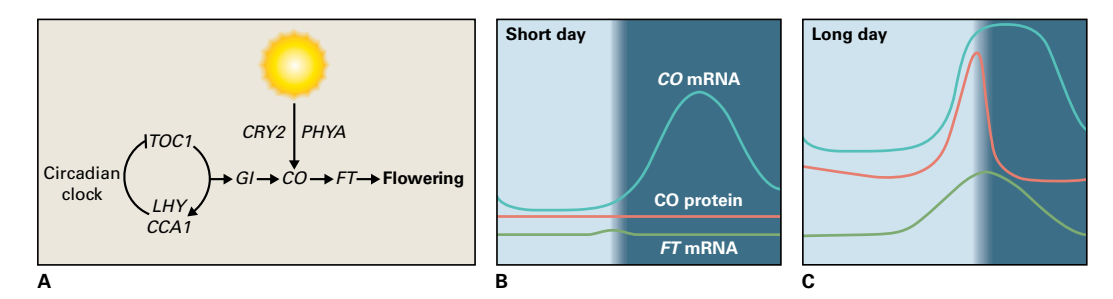 CRY2 PHYA
TOC1
Circadian
clock
GI CO FT Flowering
LHY
CCA1
A
Short day
CO mRNA
CO protein
FT mRNA
B
Long day
C